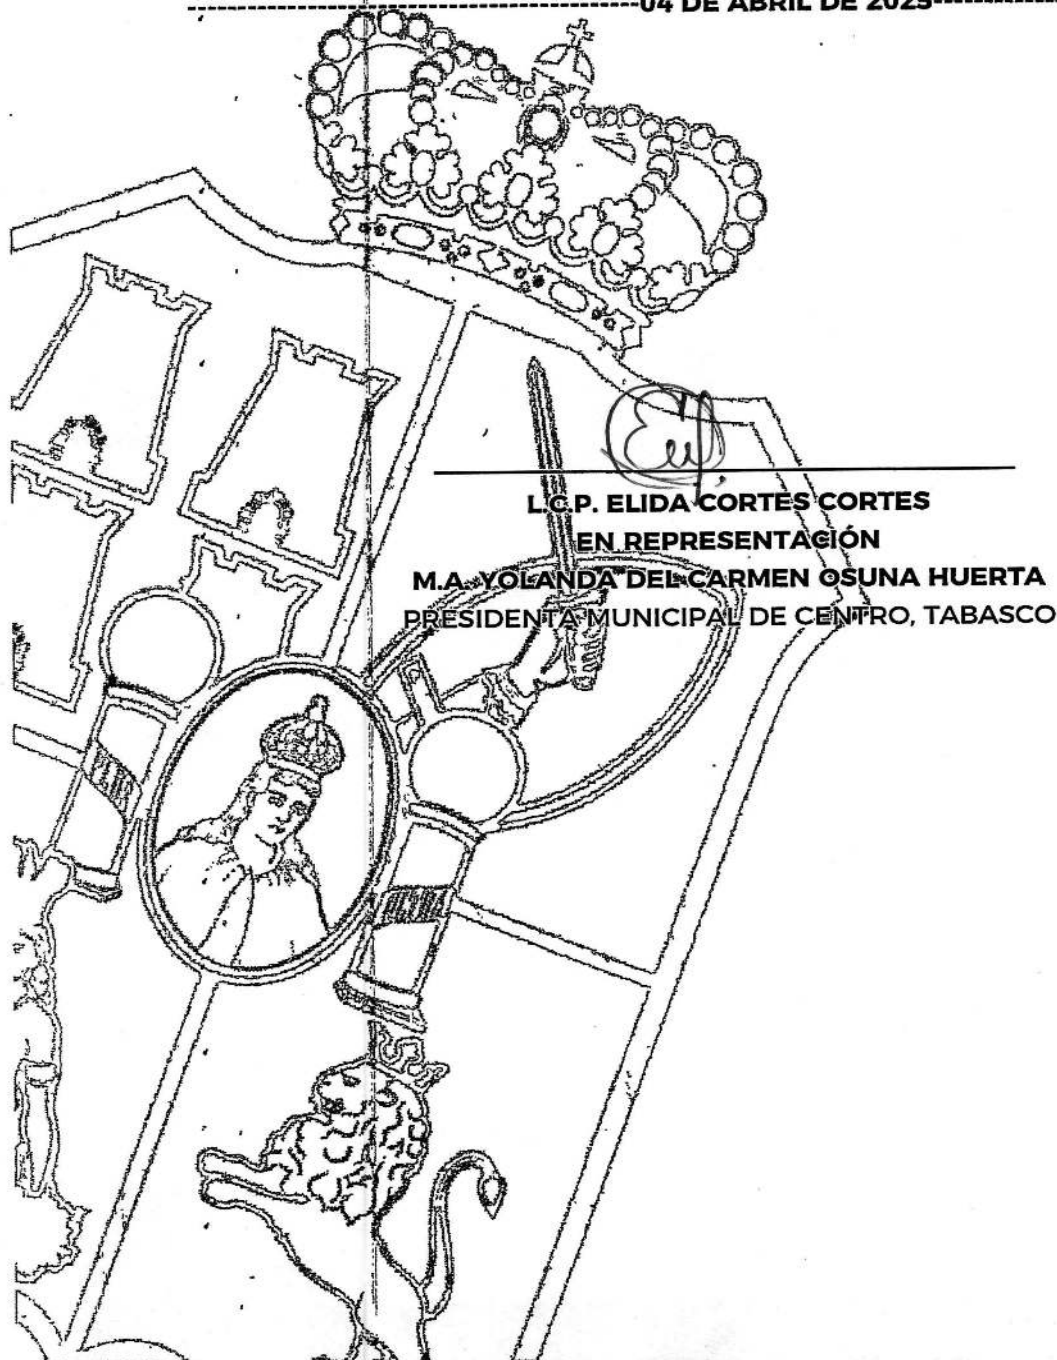 04 DE ABRIL DE 2025
L.C.P. ELIDA CORTES CORTES
EN REPRESENTACIÓN
M.A. YOLANDA DEL CARMEN OSUNA HUERTA
PRESIDENTA MUNICIPAL DE CENTRO, TABASCO